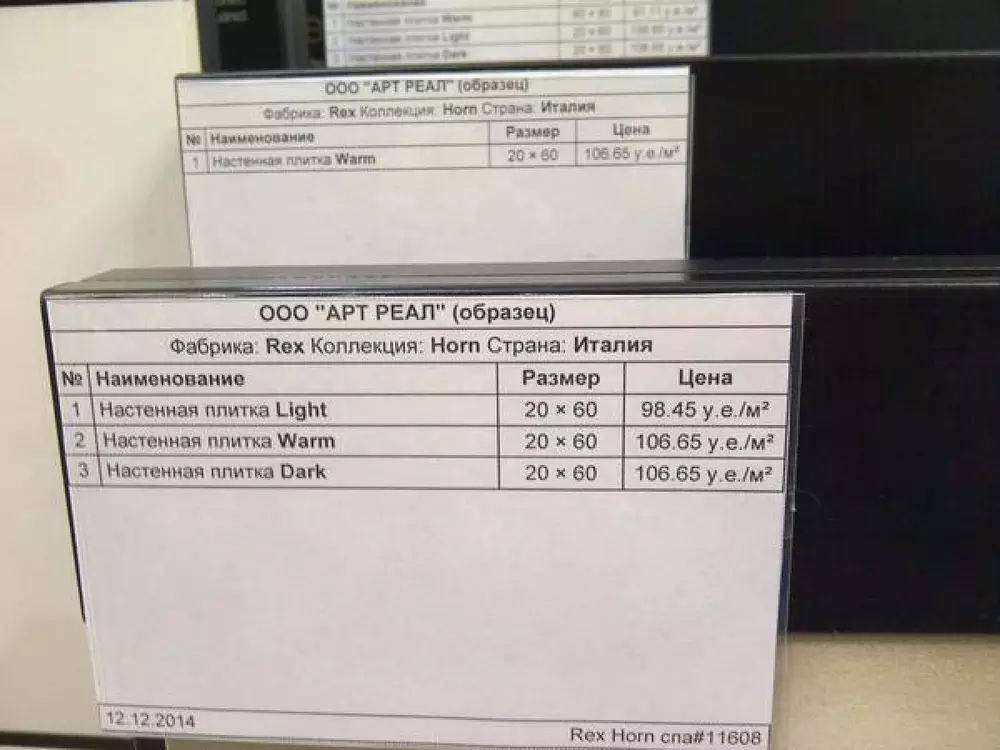 Настенная плитка Warm
Настенная плитка Light
Настенная плитка Dark
ООО "АРТ РЕАЛ" (образец)
Фабрика: Rex Коллекция: Horn Страна: Италия
№ Наименование Размер Цена
1 Настенная плитка Warm 20 × 60 106.65 у.е./м²
ООО "АРТ РЕАЛ" (образец)
Фабрика: Rex Коллекция: Horn Страна: Италия
№ Наименование Размер Цена
1 Настенная плитка Light 20 × 60 98.45 у.е./м²
2 Настенная плитка Warm 20 × 60 106.65 у.е./м²
3 Настенная плитка Dark 20 × 60 106.65 у.е./м²
12.12.2014 Rex Horn спа#11608